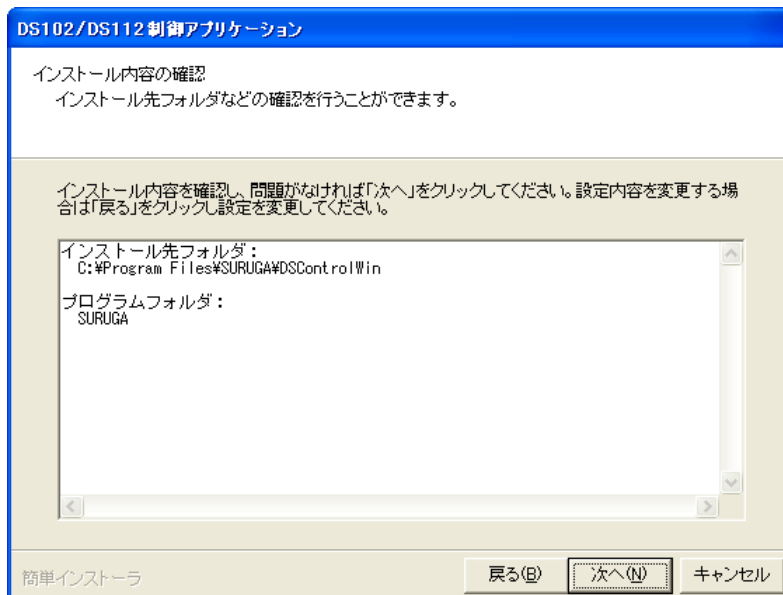 DS102/DS112制御アプリケーション
インストール内容の確認
インストール先フォルダなどの確認を行うことができます。
インストール内容を確認し、問題がなければ「次へ」をクリックしてください。設定内容を変更する場
合は「戻る」をクリックし設定を変更してください。
インストール先フォルダ：
C:¥Program Files¥SURUGA¥DSControlWin
プログラムフォルダ：
SURUGA
簡単インストーラ
戻る(B)
次へ(N)
キャンセル